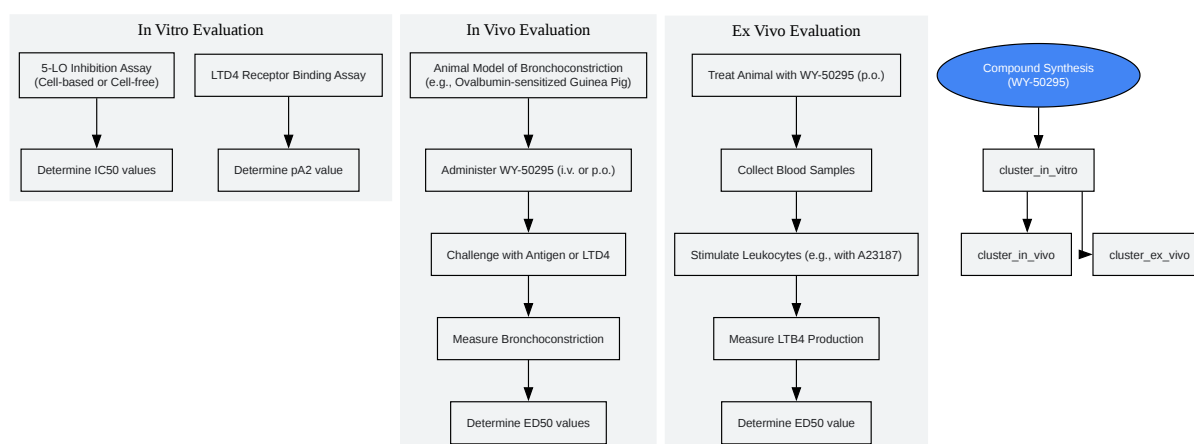 In Vitro Evaluation
5-LO Inhibition Assay
(Cell-based or Cell-free)
LTD4 Receptor Binding Assay
Determine IC50 values
Determine pA2 value
In Vivo Evaluation
Animal Model of Bronchoconstriction
(e.g., Ovalbumin-sensitized Guinea Pig)
Administer WY-50295 (i.v. or p.o.)
Challenge with Antigen or LTD4
Measure Bronchoconstriction
Determine ED50 values
Ex Vivo Evaluation
Treat Animal with WY-50295 (p.o.)
Collect Blood Samples
Stimulate Leukocytes (e.g., with A23187)
Measure LTB4 Production
Determine ED50 value
Compound Synthesis
(WY-50295)
cluster_in_vitro
cluster_in_vivo
cluster_ex_vivo